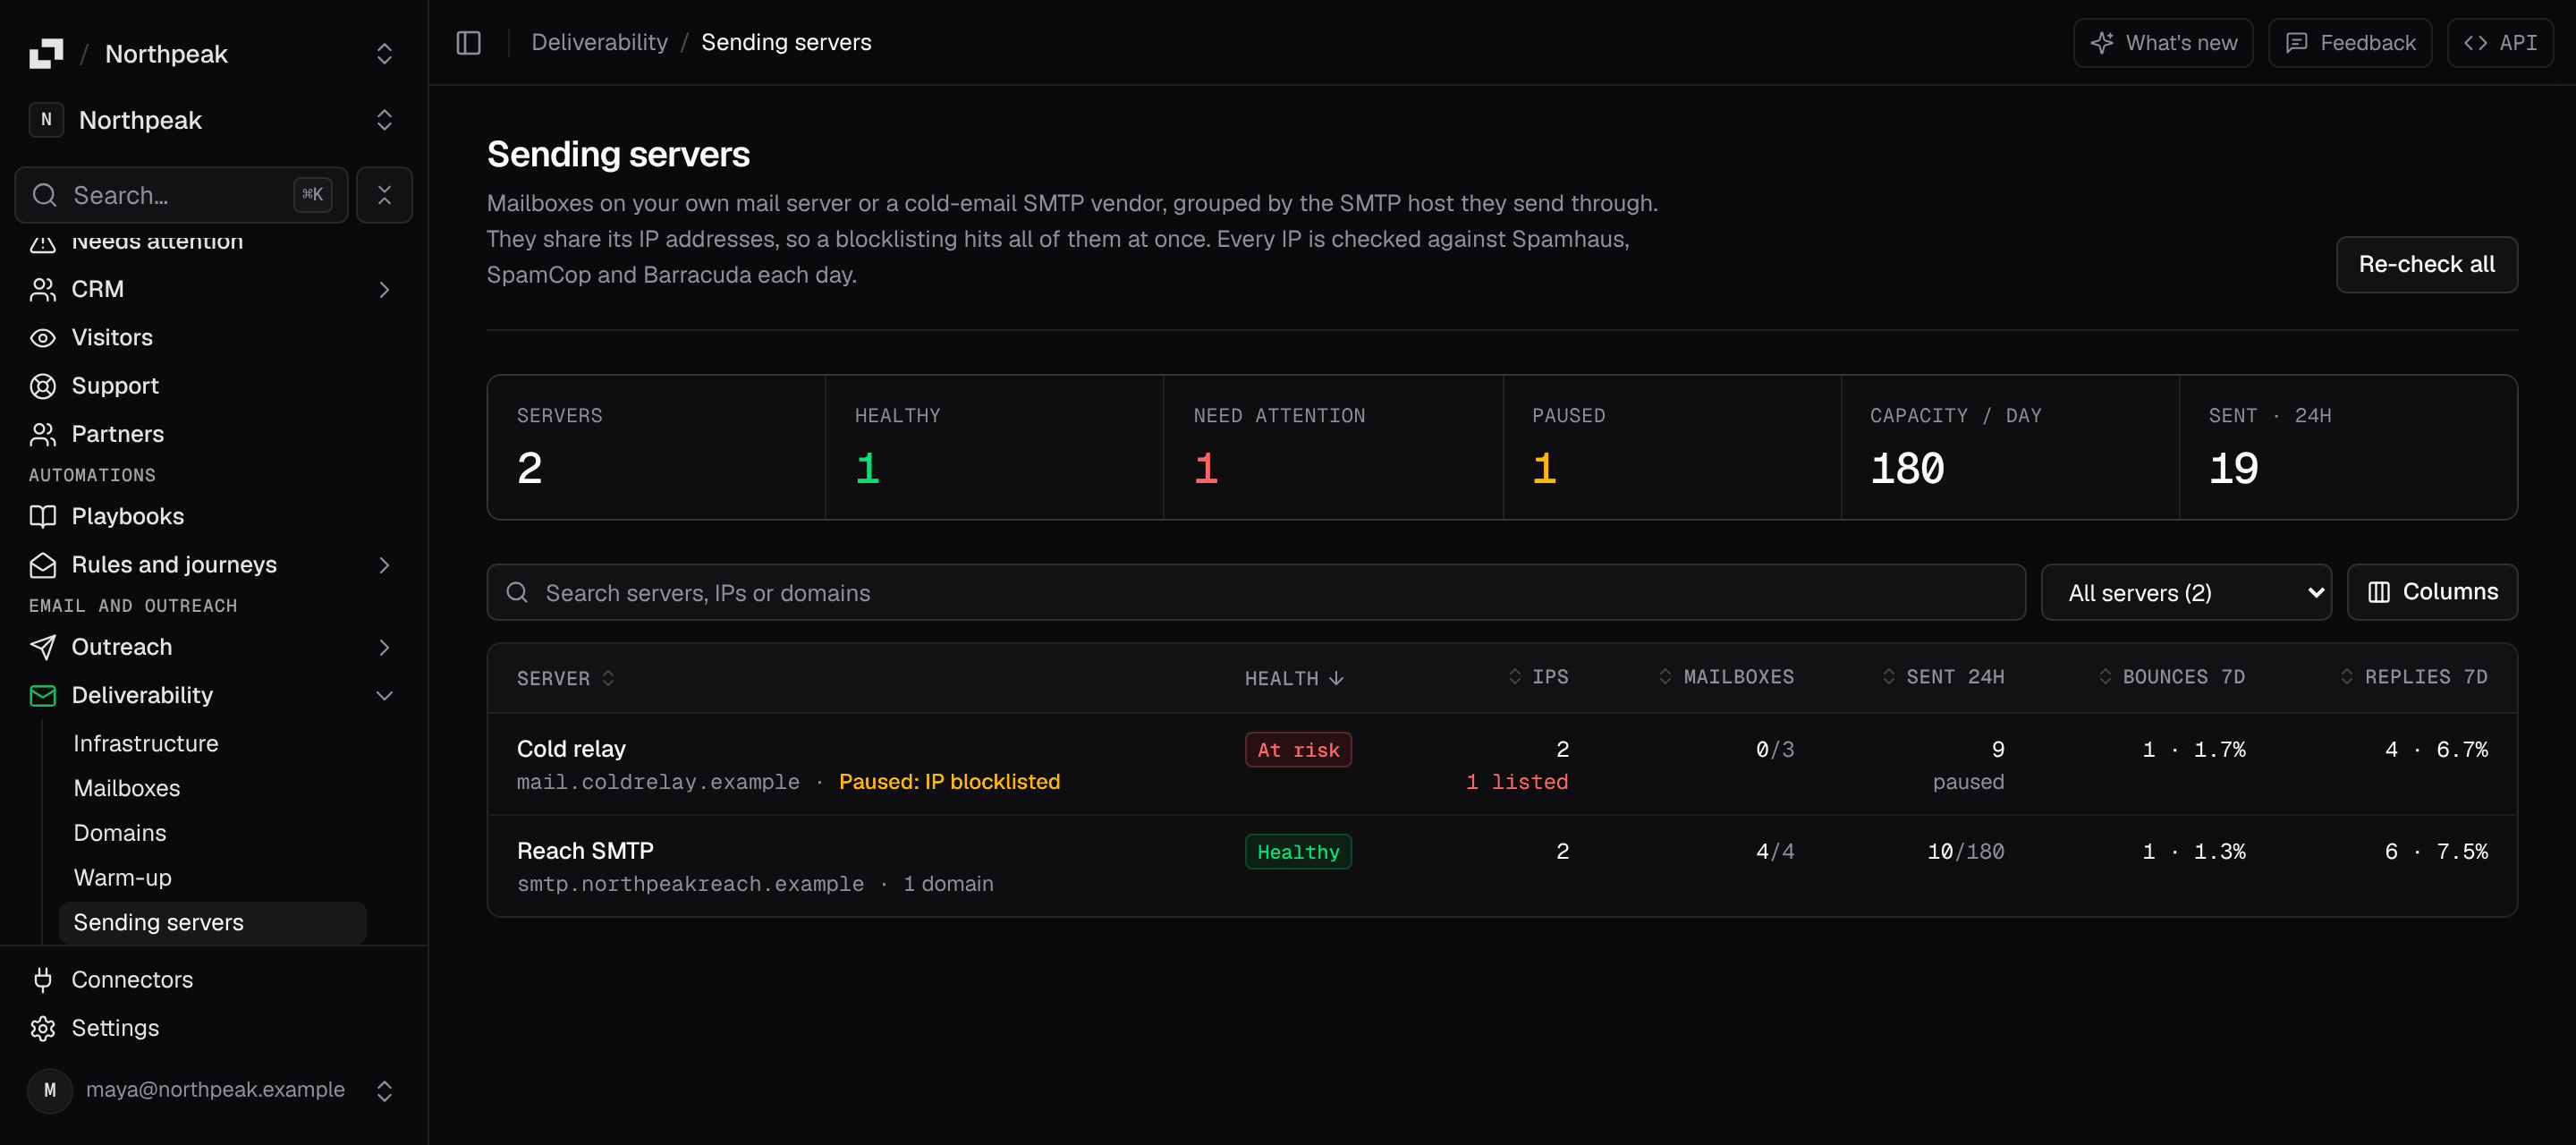 / Northpeak
N Northpeak
Search... ⌘K
Needs attention
CRM
Visitors
Support
Partners
AUTOMATIONS
Playbooks
Rules and journeys
EMAIL AND OUTREACH
Outreach
Deliverability
Infrastructure
Mailboxes
Domains
Warm-up
Sending servers
Connectors
Settings
M maya@northpeak.example
Deliverability / Sending servers
What's new
Feedback
API
Sending servers
Mailboxes on your own mail server or a cold-email SMTP vendor, grouped by the SMTP host they send through.
They share its IP addresses, so a blocklisting hits all of them at once. Every IP is checked against Spamhaus,
SpamCop and Barracuda each day.
Re-check all
SERVERS HEALTHY NEED ATTENTION PAUSED CAPACITY / DAY SENT · 24H
2 1 1 1 180 19
Search servers, IPs or domains
All servers (2)
Columns
SERVER HEALTH IPS MAILBOXES SENT 24H BOUNCES 7D REPLIES 7D
Cold relay At risk 2 0/3 9 1 · 1.7% 4 · 6.7%
mail.coldrelay.example · Paused: IP blocklisted 1 listed paused
Reach SMTP Healthy 2 4/4 10/180 1 · 1.3% 6 · 7.5%
smtp.northpeakreach.example · 1 domain